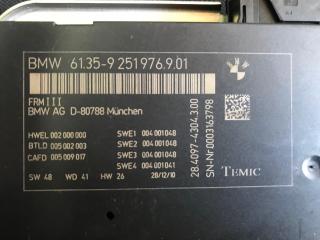 BMW 61.35-9 251976.9.01
FRM III
BMW AG D-80788 München
HWEL 002 000 000
BTLD 005 002 003
CAFD 005 009 017
SWE1 004 001 048
SWE2 004 001 048
SWE3 004 001 048
SWE4 004 001 041
SW 48 WD 41 HW 26 28/12/10
28.4097-4304.3.00
SN-Nr0003163798
TEMIC